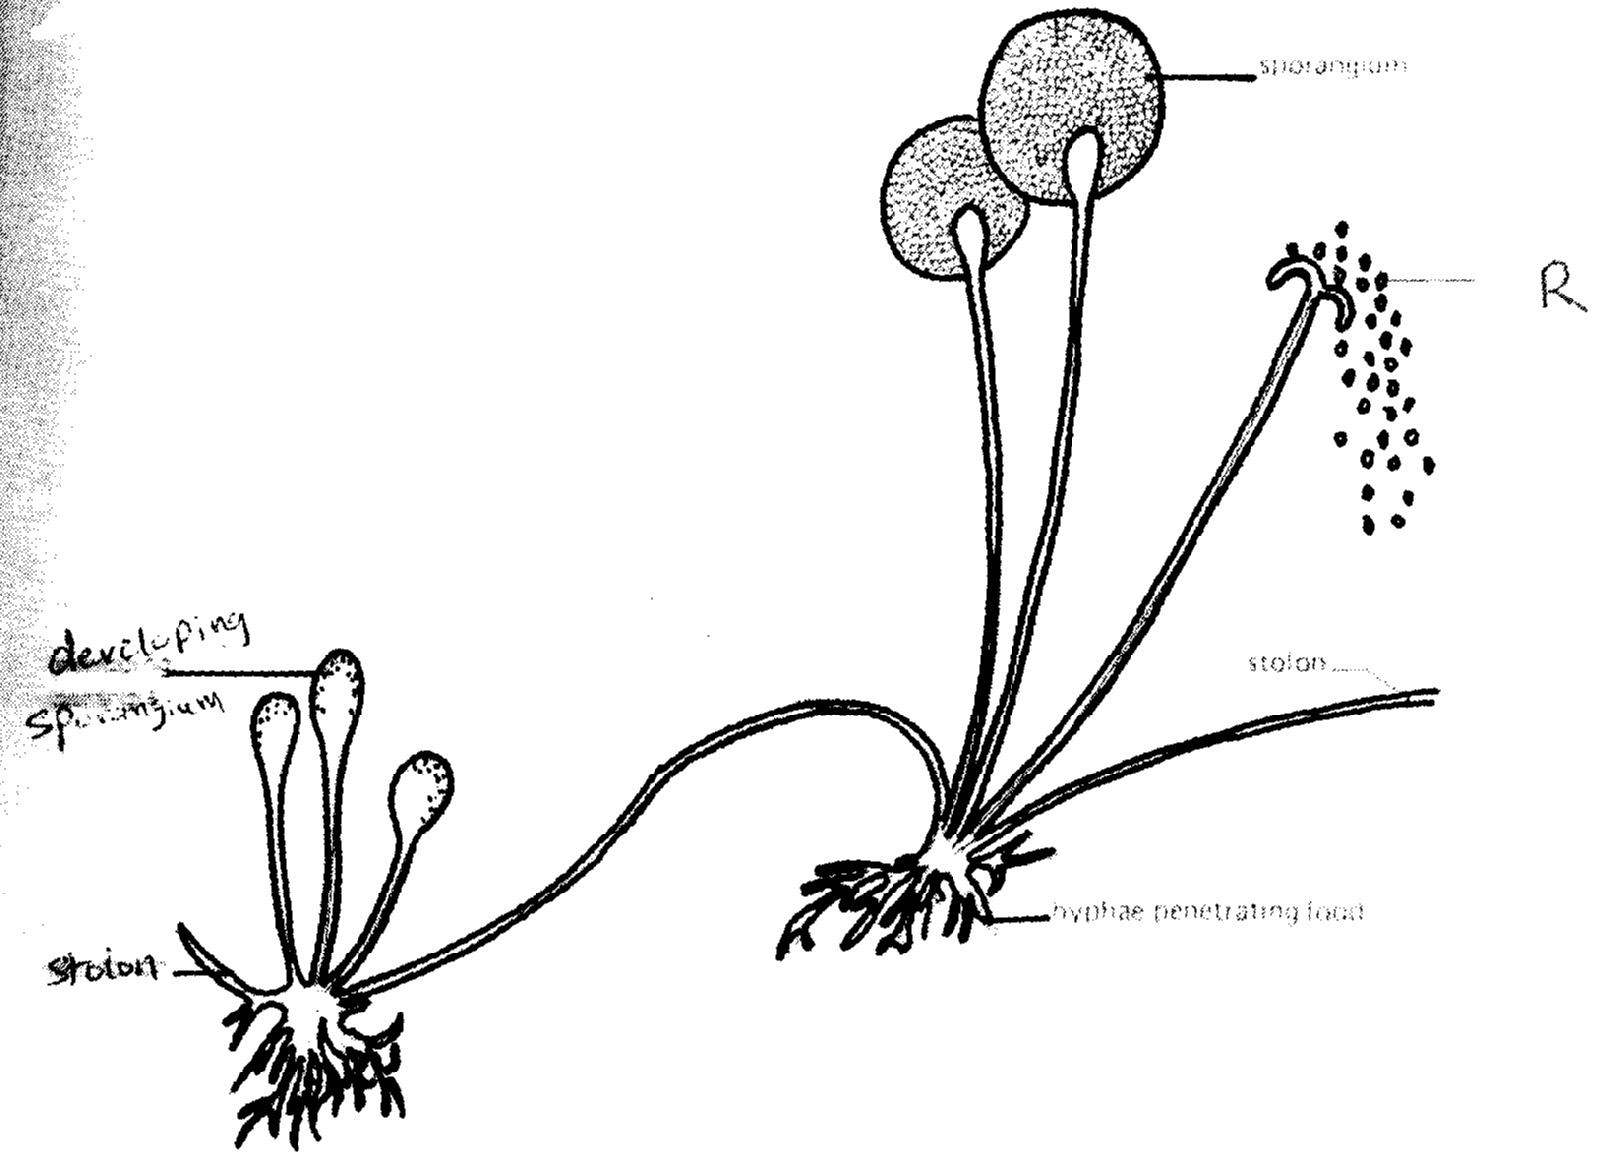 sporangium
R
developing
sporangium
stolon
stolon
hyphae penetrating food